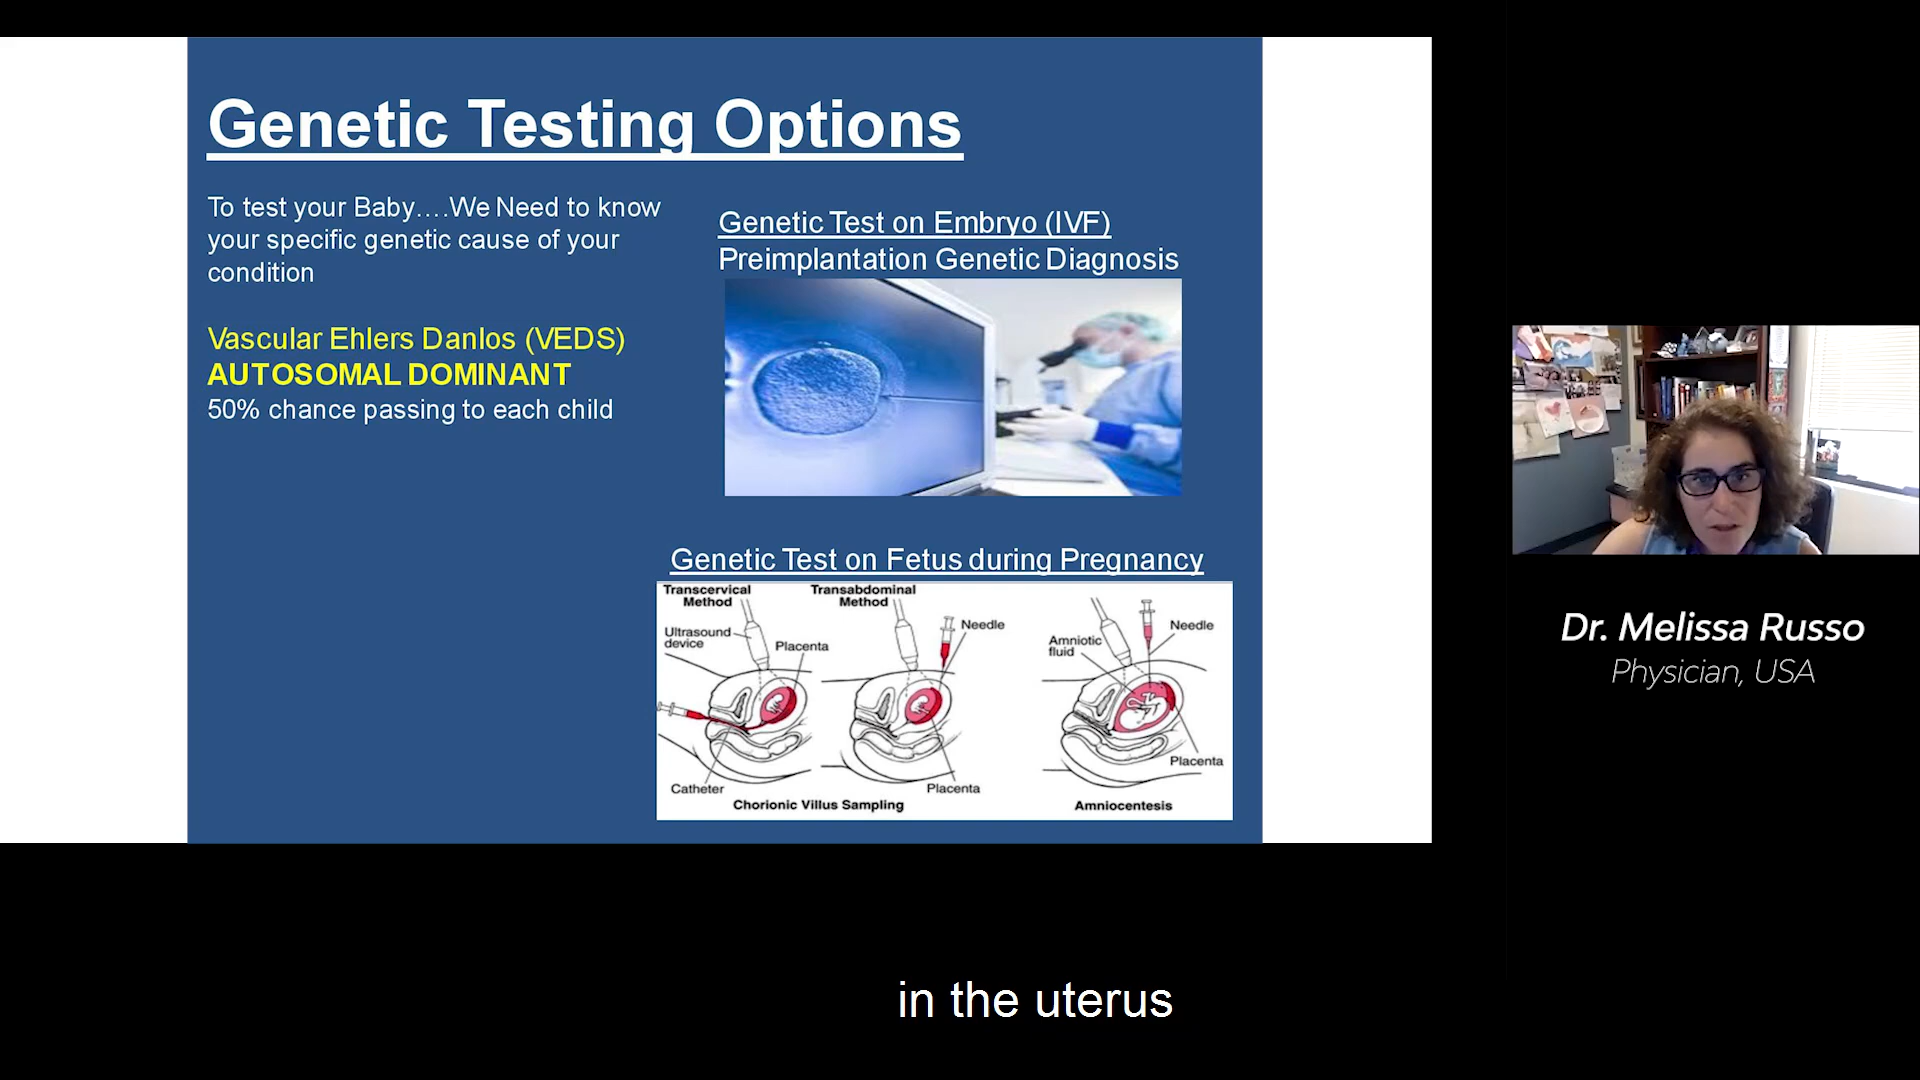 Genetic Testing Options
To test your Baby….We Need to know
your specific genetic cause of your
condition
Vascular Ehlers Danlos (VEDS)
AUTOSOMAL DOMINANT
50% chance passing to each child
Genetic Test on Embryo (IVF)
Preimplantation Genetic Diagnosis
Genetic Test on Fetus during Pregnancy
Transcervical
Method
Transabdominal
Method
Ultrasound
device
Placenta
Needle
Catheter
Placenta
Chorionic Villus Sampling
Amniotic
fluid
Needle
Placenta
Amniocentesis
Dr. Melissa Russo
Physician, USA
in the uterus